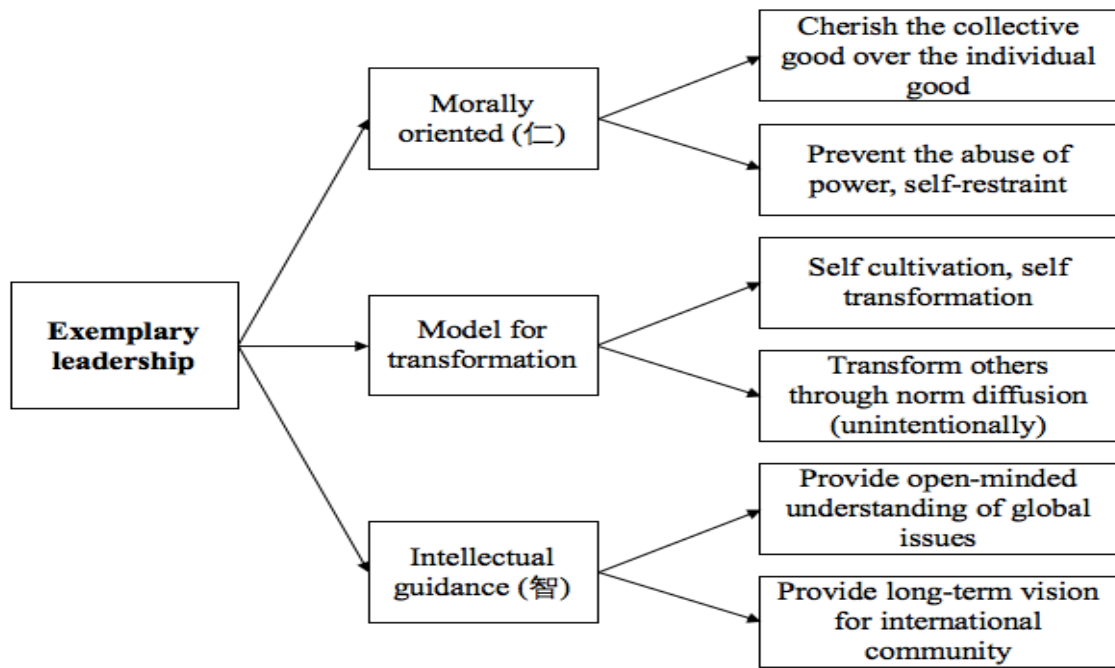 Exemplary
leadership
Morally
oriented (仁)
Cherish the collective
good over the individual
good
Prevent the abuse of
power, self-restraint
Model for
transformation
Self cultivation, self
transformation
Transform others
through norm diffusion
(unintentionally)
Intellectual
guidance (智)
Provide open-minded
understanding of global
issues
Provide long-term vision
for international
community